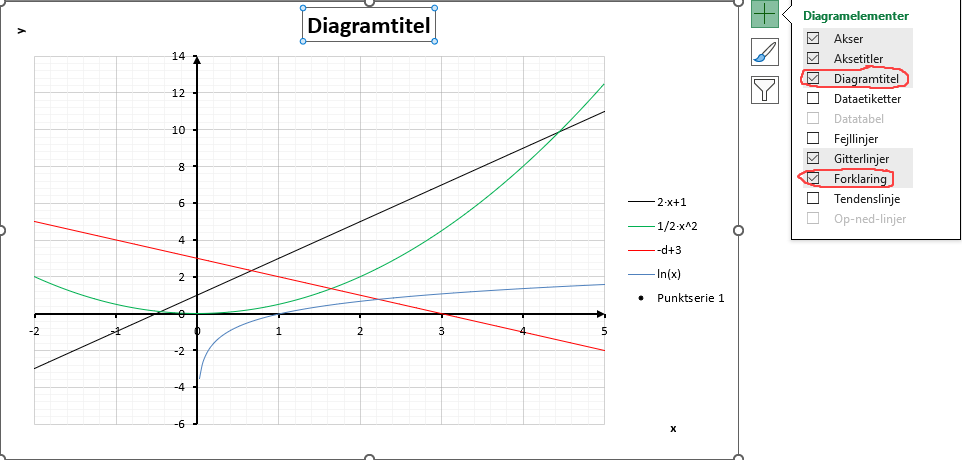 Diagramtitel
Y
14
12
10
8
6
4
2
0
-2
-4
-6
-2
-1
0
1
2
3
4
5
x
2·x+1
1/2·x^2
-d+3
ln(x)
Punktserie 1
Diagramelementer
Akser
Aksetitler
Diagramtitel
Dataetiketter
Datatabel
Fejllinjer
Gitterlinjer
Forklaring
Tendenslinje
Op-ned-linjer